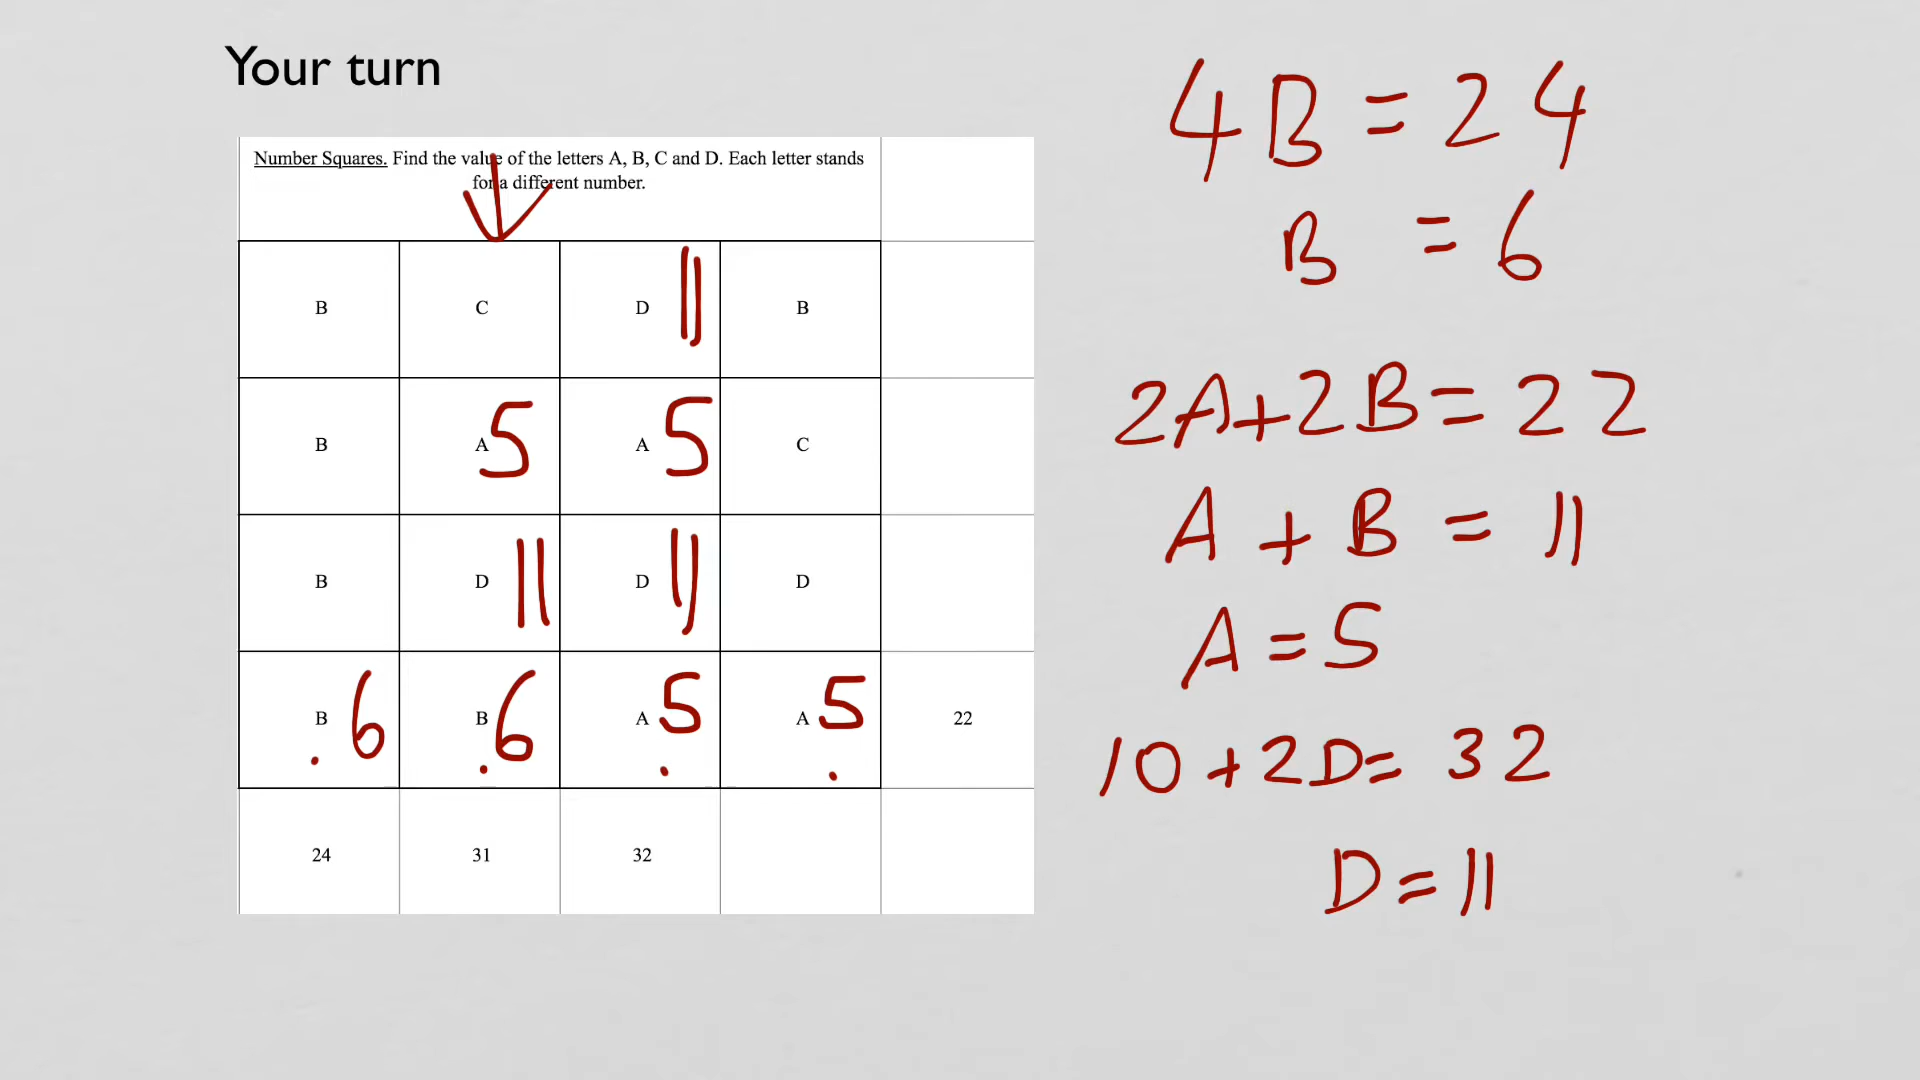 Your turn
Number Squares. Find the value of the letters A, B, C and D. Each letter stands
for a different number.
B C D 11 B
B A 5 A 5 C
B D 11 D 11 D
B 6 B 6 A 5 A 5 22
24 31 32
4B = 24
B = 6
2A+2B = 22
A + B = 11
A = 5
10 + 2D = 32
D = 11